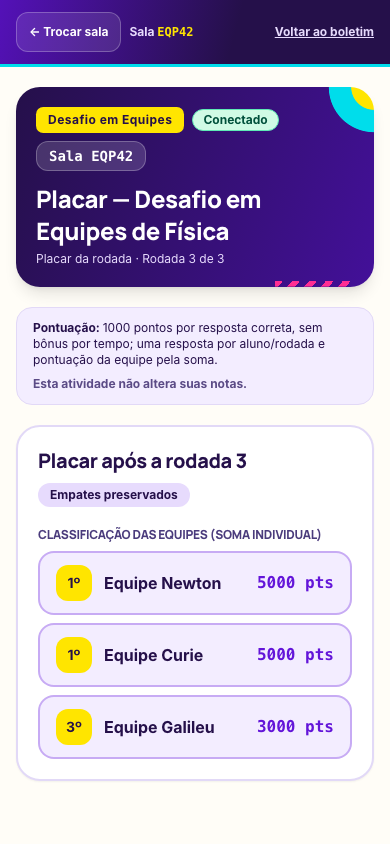 ← Trocar sala
Sala EQP42
Voltar ao boletim
Desafio em Equipes
Conectado
Sala EQP42
Placar — Desafio em
Equipes de Física
Placar da rodada · Rodada 3 de 3
Pontuação: 1000 pontos por resposta correta, sem
bônus por tempo; uma resposta por aluno/rodada e
pontuação da equipe pela soma.
Esta atividade não altera suas notas.
Placar após a rodada 3
Empates preservados
CLASSIFICAÇÃO DAS EQUIPES (SOMA INDIVIDUAL)
1º Equipe Newton 5000 pts
1º Equipe Curie 5000 pts
3º Equipe Galileu 3000 pts